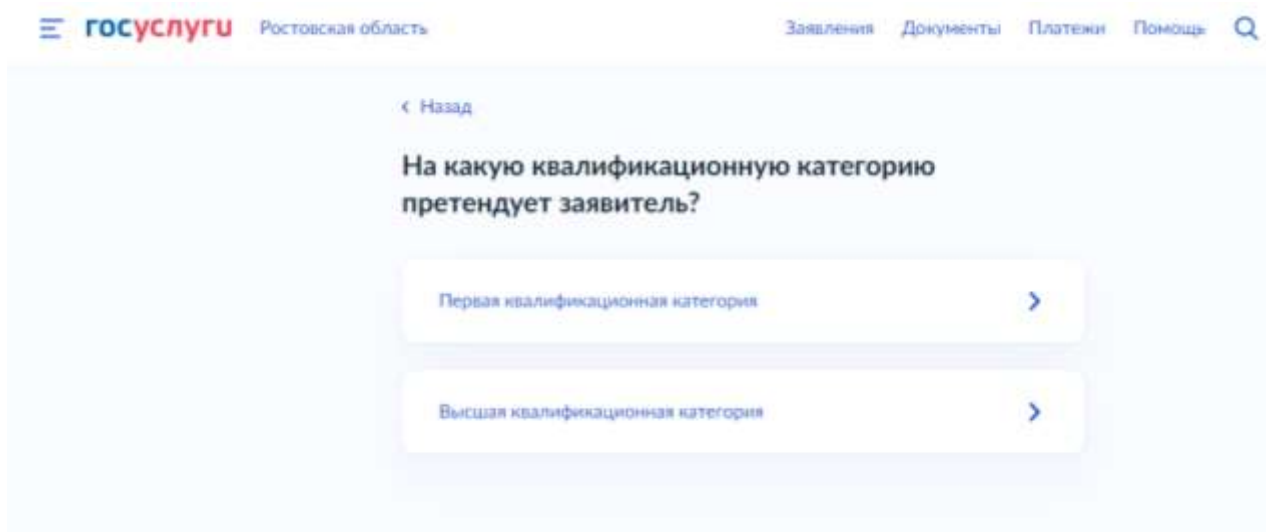 госуслуги Ростовская область Заявления Документы Платежи Помощь
Назад
На какую квалификационную категорию
претендует заявитель?
Первая квалификационная категория
Высшая квалификационная категория